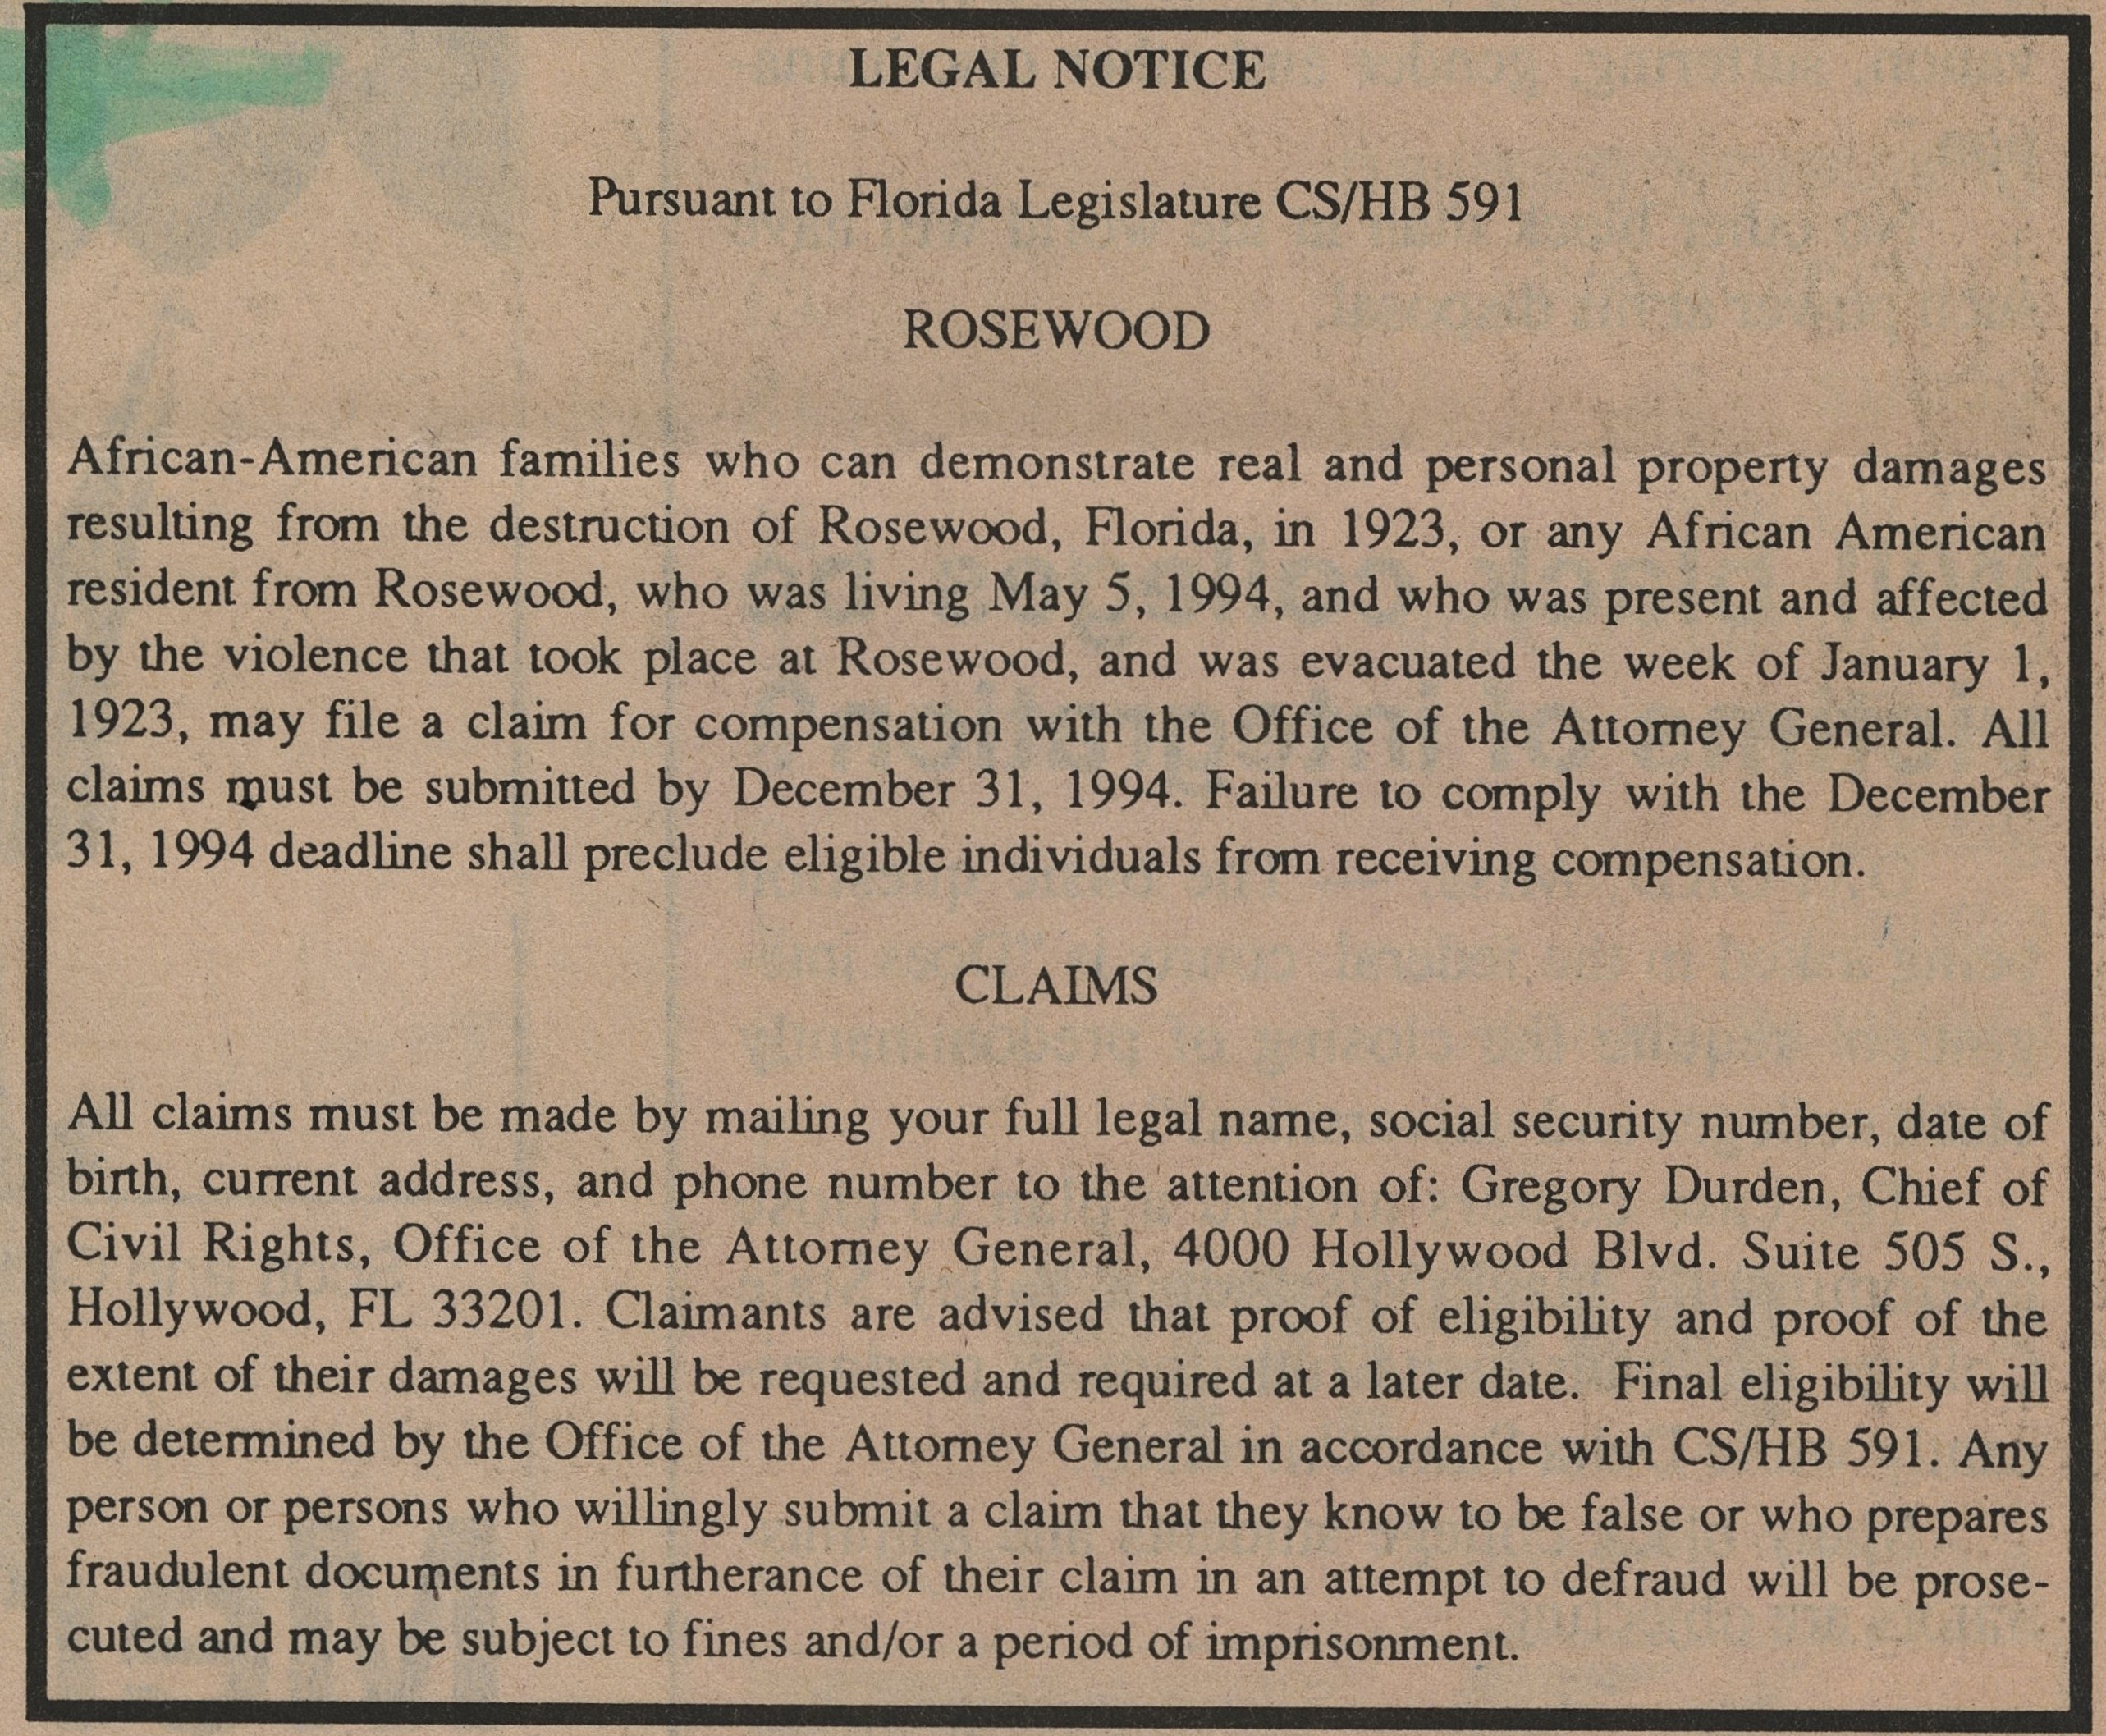 LEGAL NOTICE
Pursuant to Florida Legislature CS/HB 591
ROSEWOOD
African-American families who can demonstrate real and personal property damages
resulting from the destruction of Rosewood, Florida, in 1923, or any African American
resident from Rosewood, who was living May 5, 1994, and who was present and affected
by the violence that took place at Rosewood, and was evacuated the week of January 1,
1923, may file a claim for compensation with the Office of the Attorney General. All
claims must be submitted by December 31, 1994. Failure to comply with the December
31, 1994 deadline shall preclude eligible individuals from receiving compensation.
CLAIMS
All claims must be made by mailing your full legal name, social security number, date of
birth, current address, and phone number to the attention of: Gregory Durden, Chief of
Civil Rights, Office of the Attorney General, 4000 Hollywood Blvd. Suite 505 S.,
Hollywood, FL 33201. Claimants are advised that proof of eligibility and proof of the
extent of their damages will be requested and required at a later date. Final eligibility will
be determined by the Office of the Attorney General in accordance with CS/HB 591. Any
person or persons who willingly submit a claim that they know to be false or who prepares
fraudulent documents in furtherance of their claim in an attempt to defraud will be prose-
cuted and may be subject to fines and/or a period of imprisonment.